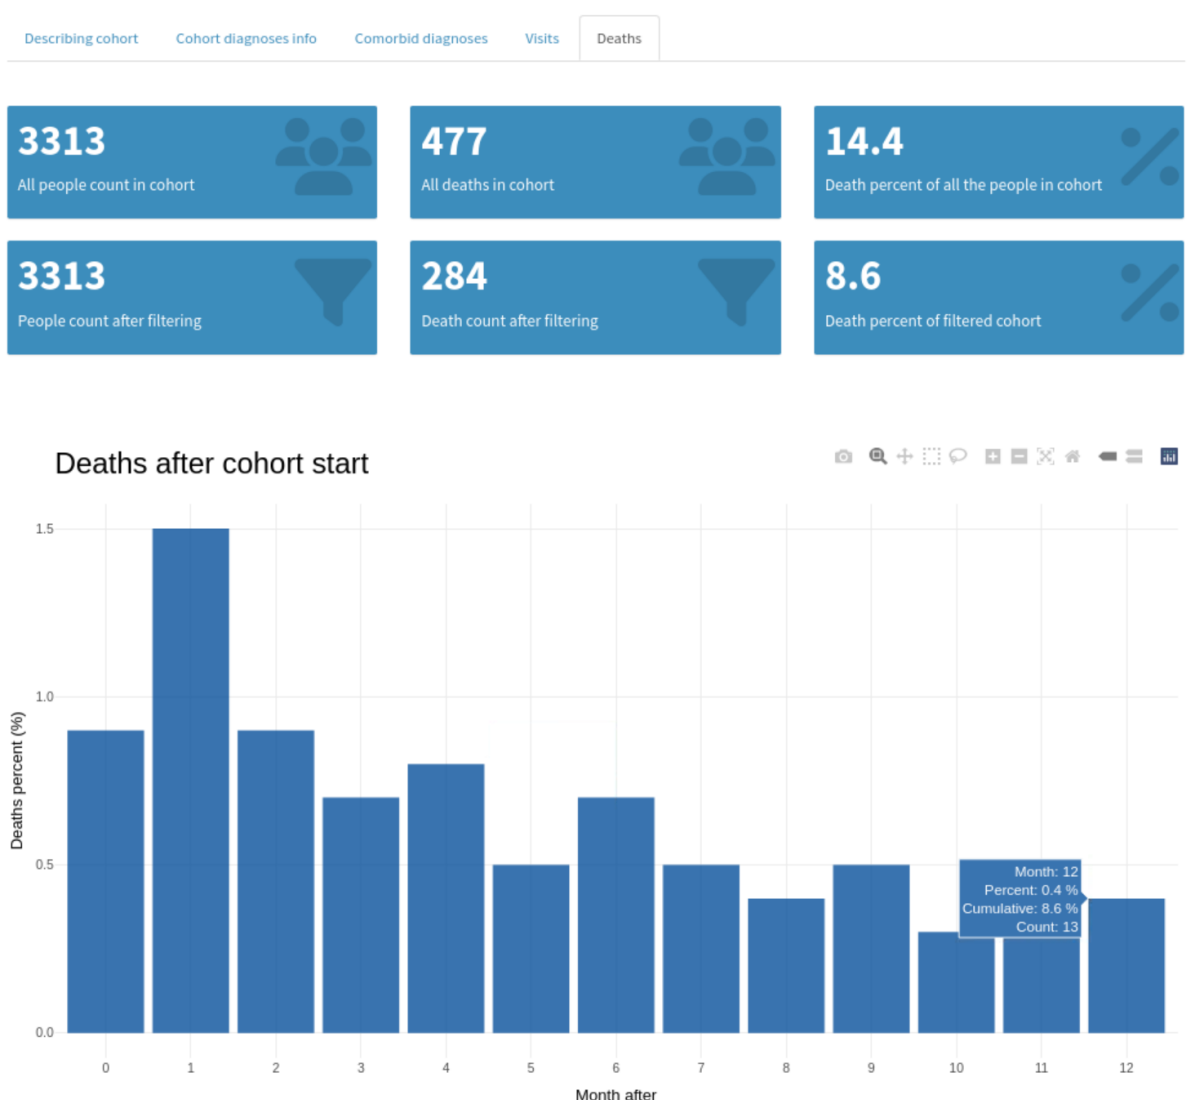 Describing cohort
Cohort diagnoses info
Comorbid diagnoses
Visits
Deaths
3313
All people count in cohort
477
All deaths in cohort
14.4
Death percent of all the people in cohort
3313
People count after filtering
284
Death count after filtering
8.6
Death percent of filtered cohort
Deaths after cohort start
Deaths percent (%)
1.5
1.0
0.5
0.0
Month: 12
Percent: 0.4 %
Cumulative: 8.6 %
Count: 13
0 1 2 3 4 5 6 7 8 9 10 11 12
Month after